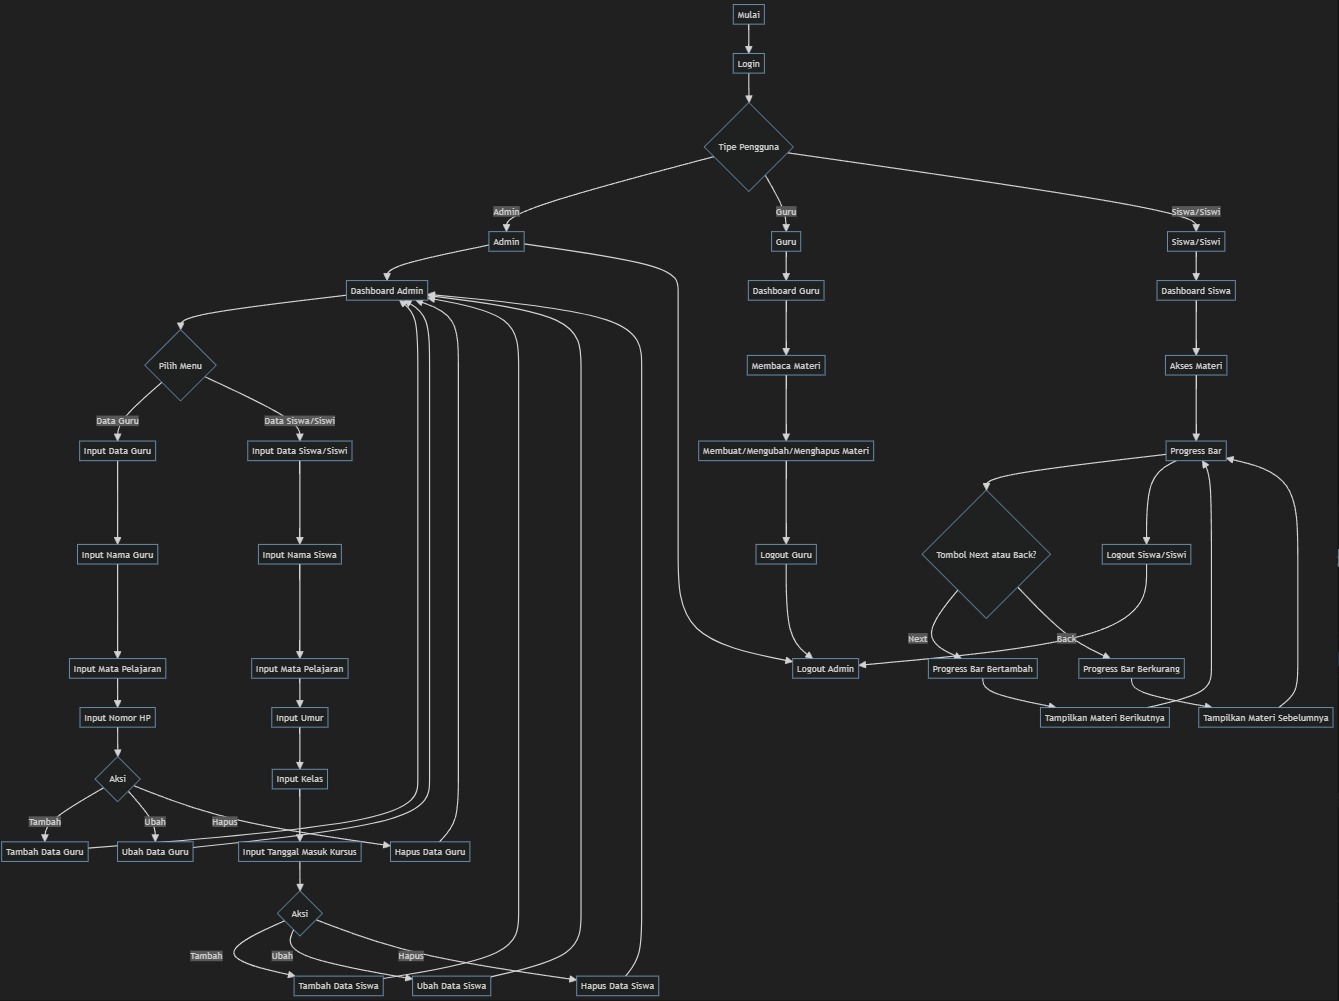 Mulai
Login
Tipe Pengguna
Admin
Guru
Siswa/Siswi
Admin
Guru
Siswa/Siswi
Dashboard Admin
Dashboard Guru
Dashboard Siswa
Pilih Menu
Membaca Materi
Akses Materi
Data Guru
Data Siswa/Siswi
Input Data Guru
Input Data Siswa/Siswi
Membuat/Mengubah/Menghapus Materi
Progress Bar
Input Nama Guru
Input Nama Siswa
Logout Guru
Tombol Next atau Back?
Logout Siswa/Siswi
Next
Back
Input Mata Pelajaran
Input Mata Pelajaran
Logout Admin
Progress Bar Bertambah
Progress Bar Berkurang
Input Nomor HP
Input Umur
Tampilkan Materi Berikutnya
Tampilkan Materi Sebelumnya
Aksi
Input Kelas
Tambah
Ubah
Hapus
Tambah Data Guru
Ubah Data Guru
Input Tanggal Masuk Kursus
Hapus Data Guru
Aksi
Tambah
Ubah
Hapus
Tambah Data Siswa
Ubah Data Siswa
Hapus Data Siswa